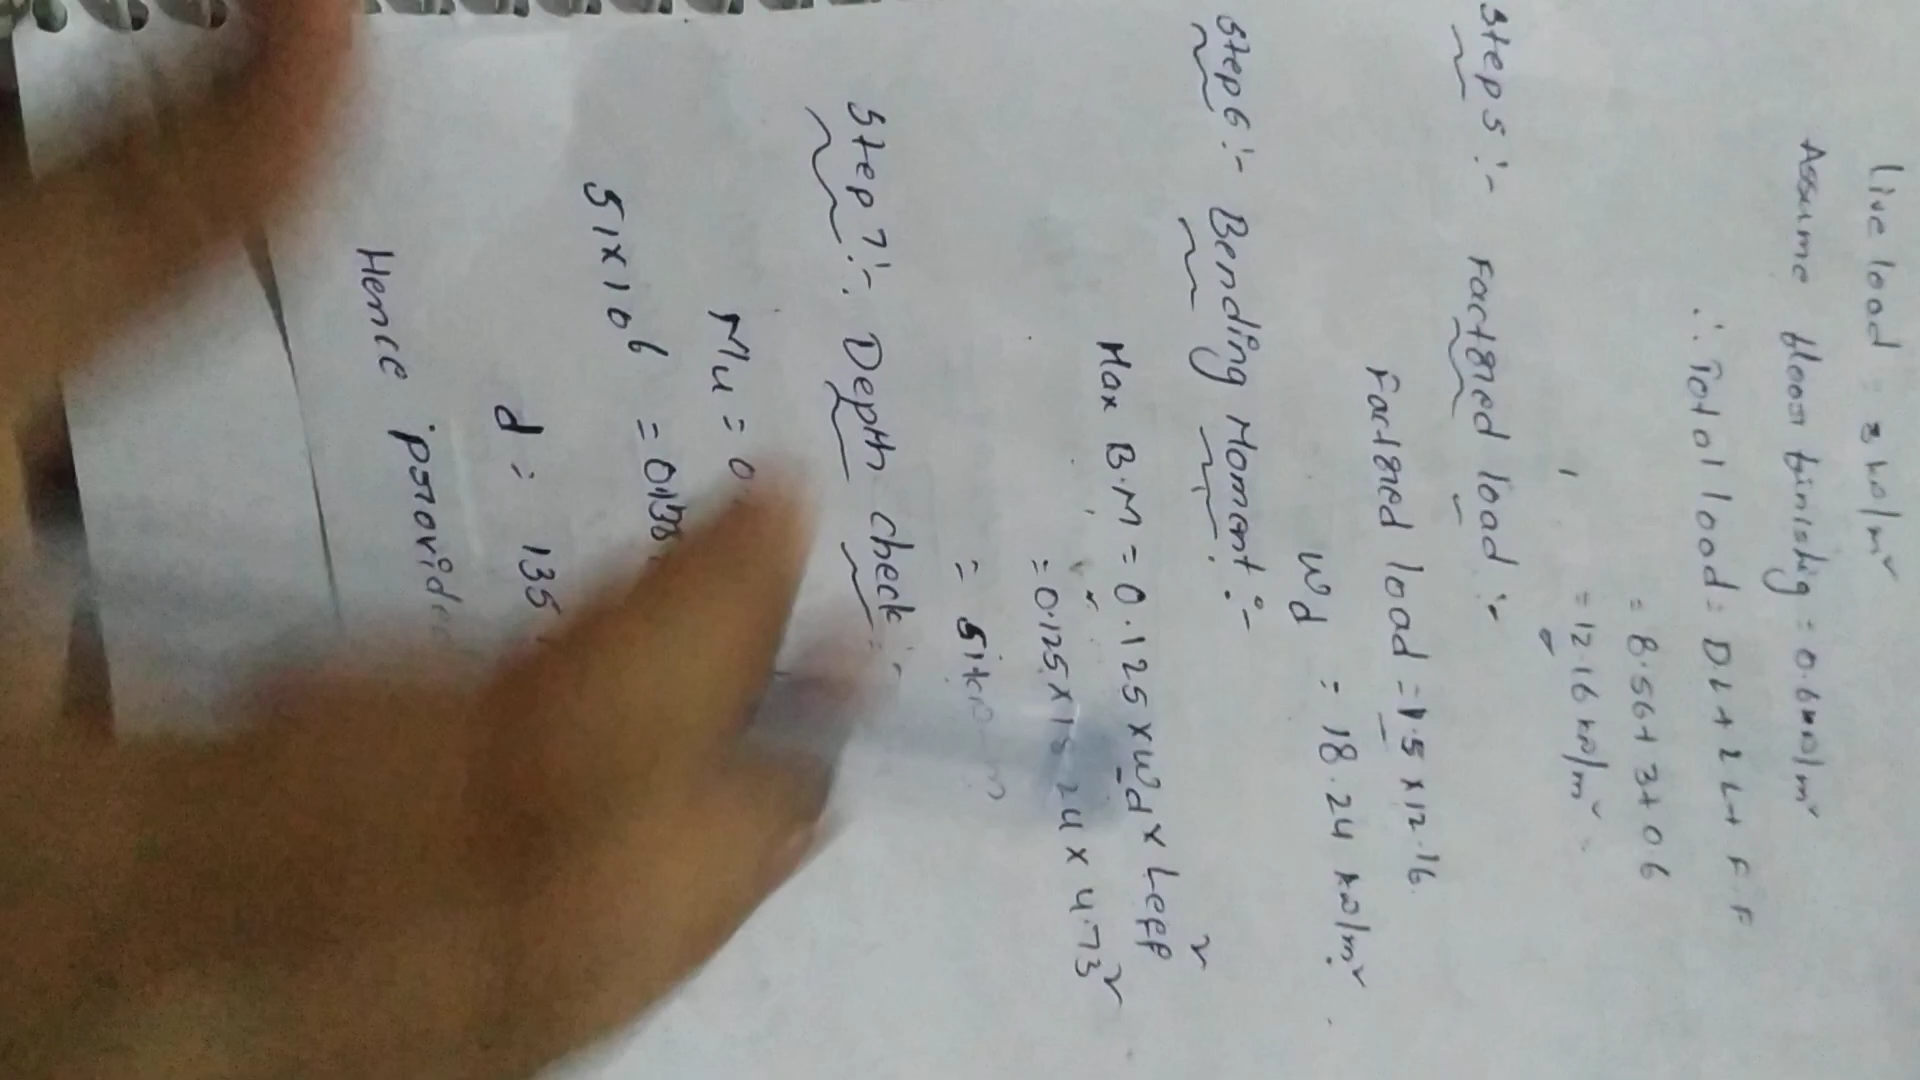 live load = 3 kN/m²
Assume floor finishig = 0.6 kN/m²
∴ Total load = DL + LL + F.F
= 8.56 + 3 + 0.6
= 12.16 kN/m².
Step 5 :- Factored load :-
Factored load = 1.5 x 12.16.
Wd = 18.24 kN/m².
Step 6 :- Bending Moment :-
Max B.M = 0.125 x Wd x Leff²
= 0.125 x 18.24 x 4.73²
= 51 kN m
Step 7 :- Depth check :-
Mu = 0.
51 x 10⁶ = 0.138
d = 135
Hence provide